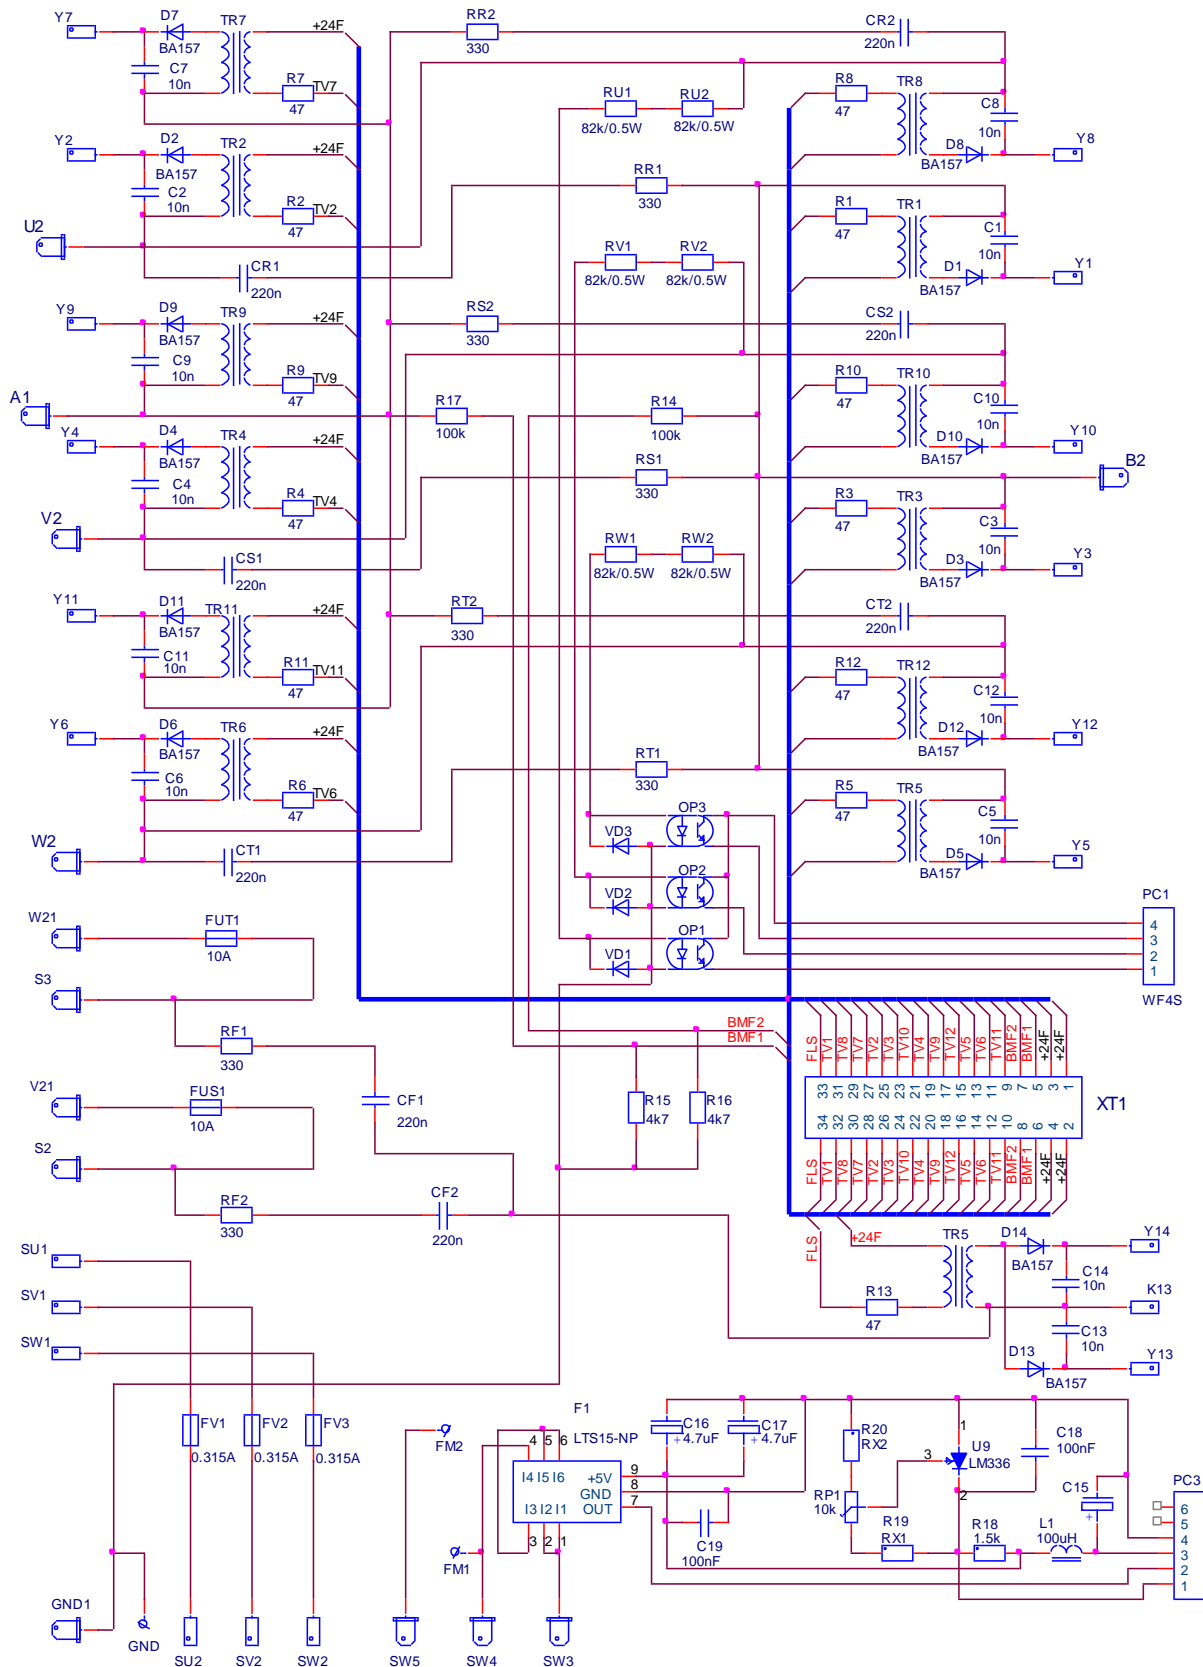 Y7
D7
BA157
TR7
+24F
C7
10n
R7
47
TV7
RR2
330
CR2
220n
RU1
82k/0.5W
RU2
82k/0.5W
R8
47
TR8
C8
10n
D8
BA157
Y8
Y2
D2
BA157
TR2
+24F
C2
10n
R2
47
TV2
U2
CR1
220n
RR1
330
RV1
82k/0.5W
RV2
82k/0.5W
R1
47
TR1
C1
10n
D1
BA157
Y1
Y9
D9
BA157
TR9
+24F
C9
10n
R9
47
TV9
RS2
330
CS2
220n
A1
R17
100k
R14
100k
R10
47
TR10
C10
10n
D10
BA157
Y10
Y4
D4
BA157
TR4
+24F
C4
10n
R4
47
TV4
V2
CS1
220n
RS1
330
B2
RW1
82k/0.5W
RW2
82k/0.5W
R3
47
TR3
C3
10n
D3
BA157
Y3
Y11
D11
BA157
TR11
+24F
C11
10n
R11
47
TV11
RT2
330
CT2
220n
R12
47
TR12
C12
10n
D12
BA157
Y12
Y6
D6
BA157
TR6
+24F
C6
10n
R6
47
TV6
RT1
330
W2
CT1
220n
R5
47
TR5
C5
10n
D5
BA157
Y5
OP3
VD3
OP2
VD2
OP1
VD1
PC1
4
3
2
1
WF4S
W21
FUT1
10A
S3
RF1
330
V21
FUS1
10A
CF1
220n
S2
RF2
330
CF2
220n
BMF2
BMF1
R15
4k7
R16
4k7
FLS TV1 TV8 TV7 TV2 TV3 TV10 TV4 TV9 TV12 TV5 TV6 TV11 BMF2 BMF1 +24F +24F
33 31 29 27 25 23 21 19 17 15 13 11 9 7 5 3 1
34 32 30 28 26 24 22 20 18 16 14 12 10 8 6 4 2
XT1
FLS TV1 TV8 TV7 TV2 TV3 TV10 TV4 TV9 TV12 TV5 TV6 TV11 BMF2 BMF1 +24F +24F
FLS
+24F
TR5
R13
47
D14
BA157
Y14
C14
10n
K13
C13
10n
D13
BA157
Y13
SU1
SV1
SW1
FV1
0.315A
FV2
0.315A
FV3
0.315A
GND1
GND
SU2
SV2
SW2
FM2
FM1
SW5
SW4
SW3
F1
LTS15-NP
4 5 6
I4 I5 I6
I3 I2 I1
3 2 1
+5V
GND
OUT
9
8
7
C16
+ 4.7uF
C17
+ 4.7uF
C19
100nF
R20
RX2
RP1
10k
R19
RX1
1
3
2
U9
LM336
C18
100nF
R18
1.5k
L1
100uH
C15
+
PC3
6
5
4
3
2
1